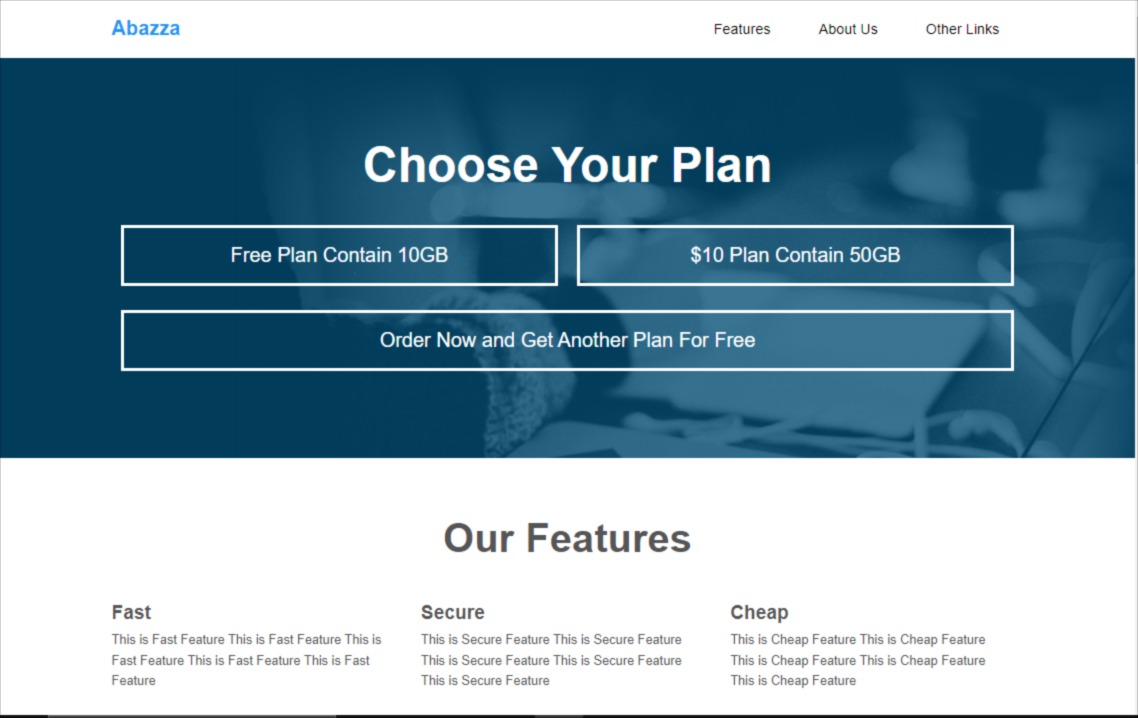 Abazza
Features About Us Other Links
Choose Your Plan
Free Plan Contain 10GB
$10 Plan Contain 50GB
Order Now and Get Another Plan For Free
Our Features
Fast
This is Fast Feature This is Fast Feature This is
Fast Feature This is Fast Feature This is Fast
Feature
Secure
This is Secure Feature This is Secure Feature
This is Secure Feature This is Secure Feature
This is Secure Feature
Cheap
This is Cheap Feature This is Cheap Feature
This is Cheap Feature This is Cheap Feature
This is Cheap Feature